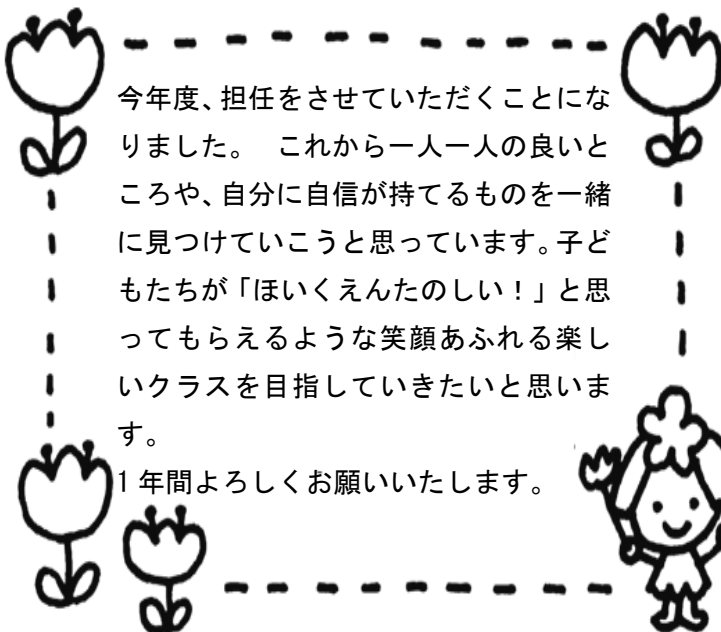 今年度、担任をさせていただくことにな
りました。　これから一人一人の良いと
ころや、自分に自信が持てるものを一緒
に見つけていこうと思っています。子ど
もたちが「ほいくえんたのしい！」と思
ってもらえるような笑顔あふれる楽し
いクラスを目指していきたいと思いま
す。
1 年間よろしくお願いいたします。